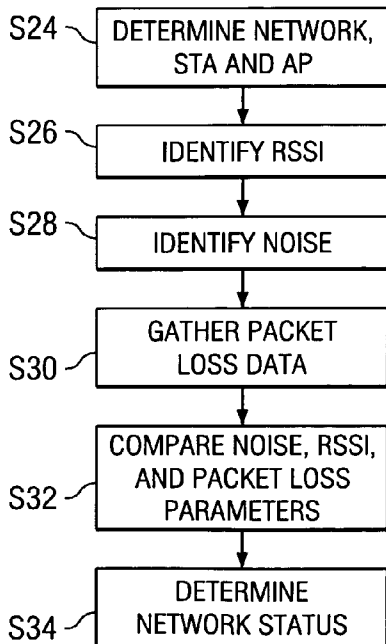 S24
DETERMINE NETWORK,
STA AND AP
S26
IDENTIFY RSSI
S28
IDENTIFY NOISE
S30
GATHER PACKET
LOSS DATA
S32
COMPARE NOISE, RSSI,
AND PACKET LOSS
PARAMETERS
S34
DETERMINE
NETWORK STATUS